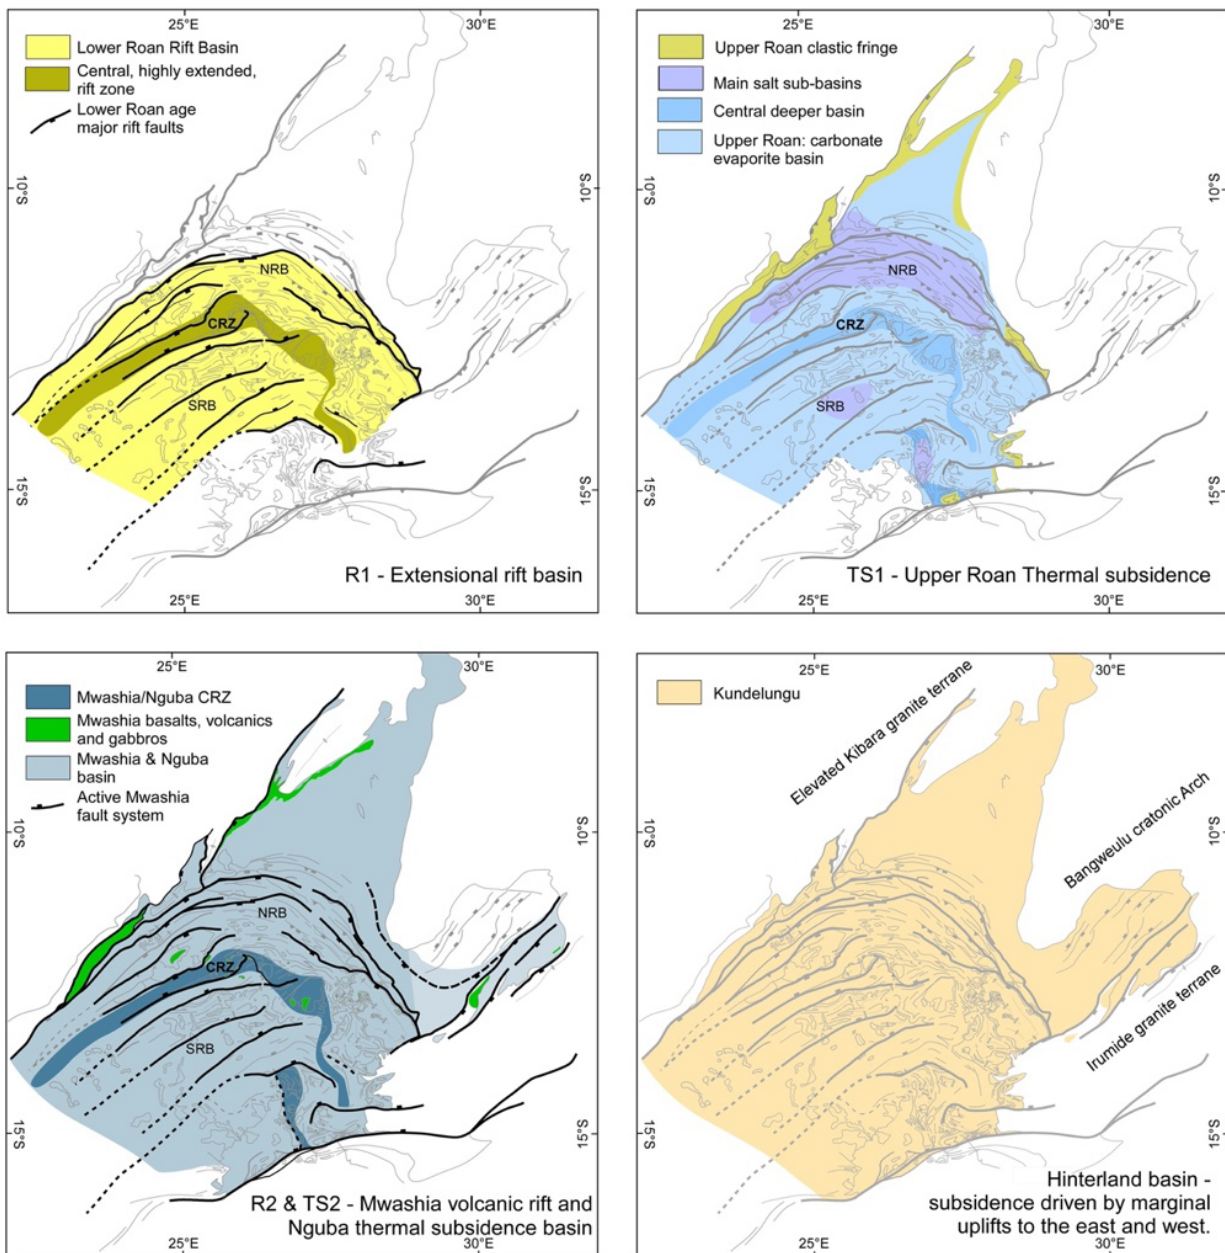 25°E
30°E
Lower Roan Rift Basin
Central, highly extended,
rift zone
Lower Roan age
major rift faults
10°S
10°S
NRB
CRZ
SRB
15°S
15°S
R1 - Extensional rift basin
25°E
30°E
25°E
30°E
Upper Roan clastic fringe
Main salt sub-basins
Central deeper basin
Upper Roan: carbonate
evaporite basin
10°S
10°S
NRB
CRZ
SRB
15°S
15°S
TS1 - Upper Roan Thermal subsidence
25°E
30°E
25°E
30°E
Mwashia/Nguba CRZ
Mwashia basalts, volcanics
and gabbros
Mwashia & Nguba
basin
Active Mwashia
fault system
10°S
10°S
NRB
CRZ
SRB
15°S
15°S
R2 & TS2 - Mwashia volcanic rift and
Nguba thermal subsidence basin
25°E
30°E
25°E
30°E
Kundelungu
Elevated Kibara granite terrane
10°S
10°S
Bangweulu cratonic Arch
Irumide granite terrane
15°S
15°S
Hinterland basin -
subsidence driven by marginal
uplifts to the east and west.
25°E
30°E